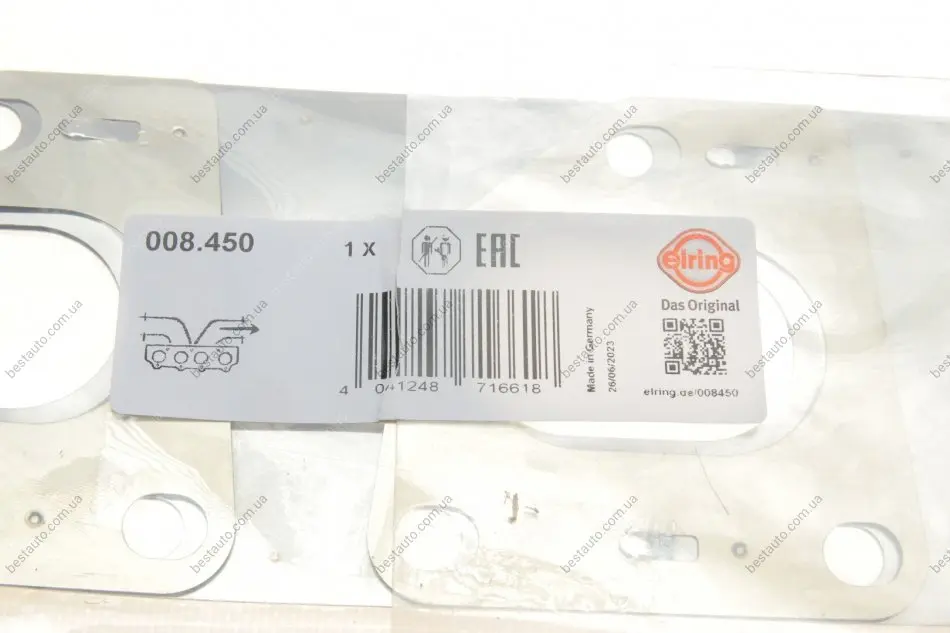 008.450
1 X
EAC
elring
Das Original
Made in Germany
26/06/2023
4 041248 716618
elring.de/008450
bestauto.com.ua